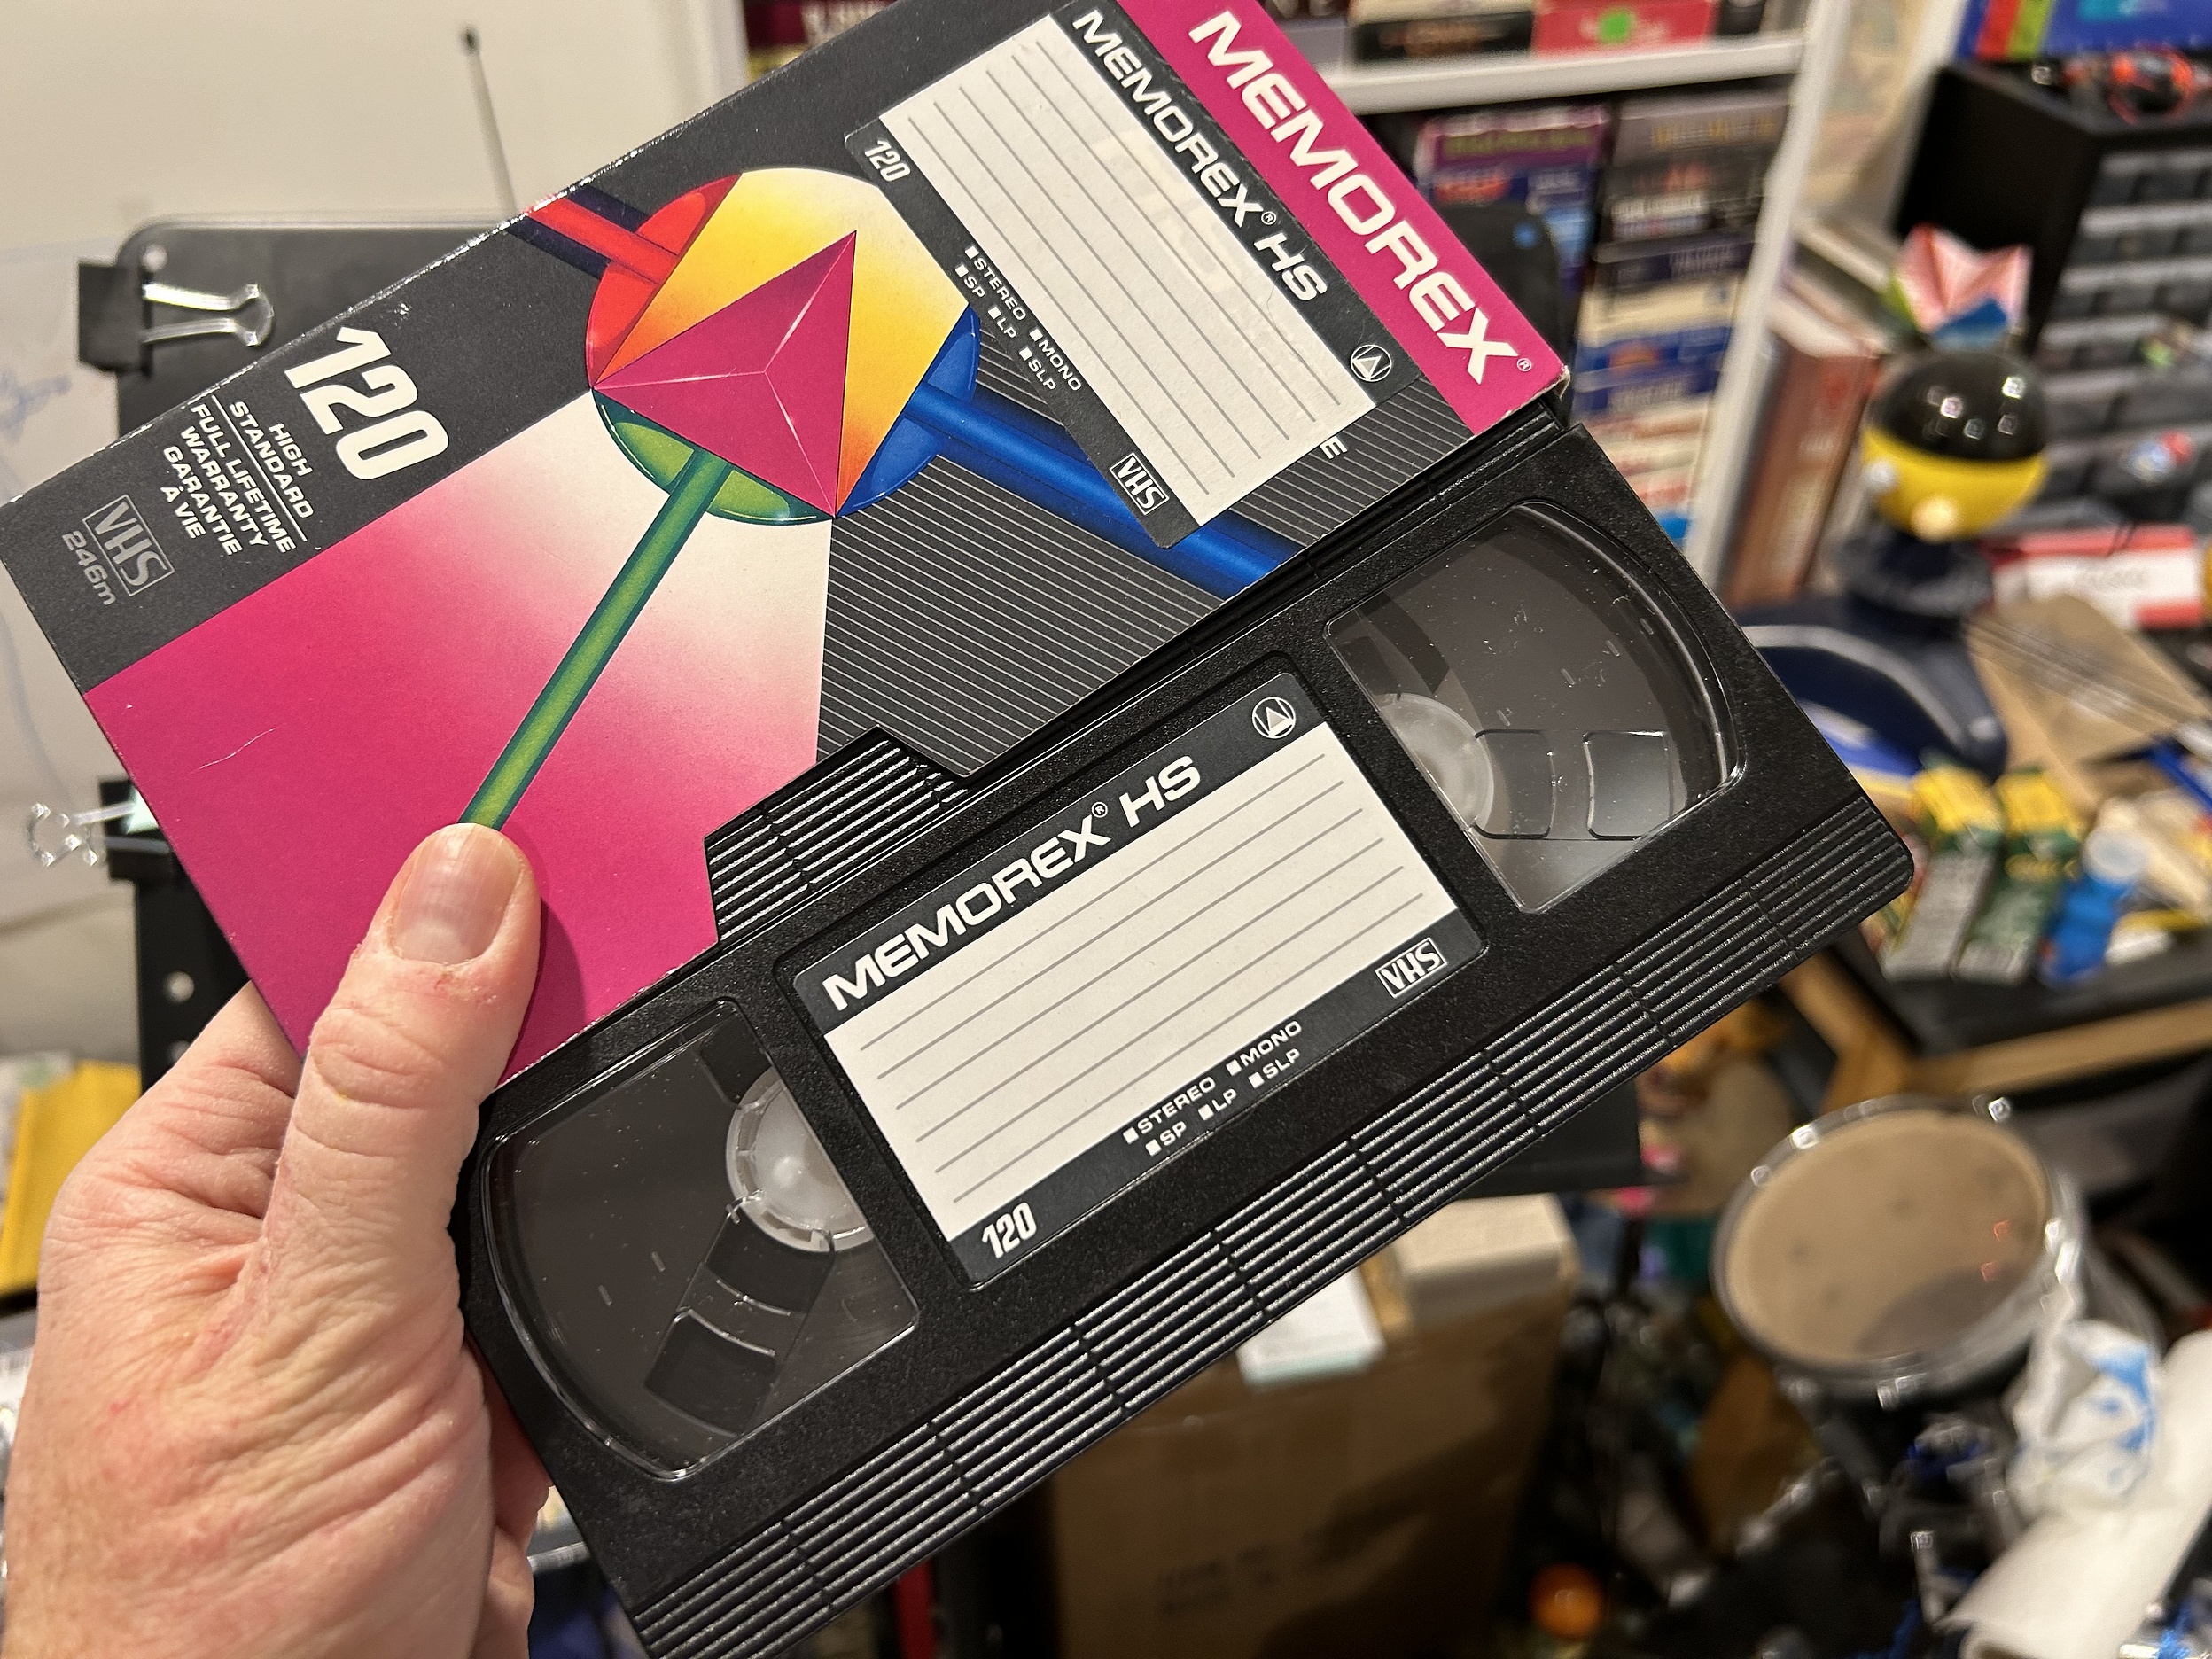 MEMOREX®
MEMOREX® HS
120
■STEREO ■MONO
■SP ■LP ■SLP
VHS
E
120
HIGH
STANDARD
FULL LIFETIME
WARRANTY
GARANTIE
À VIE
VHS
246m
MEMOREX® HS
■STEREO ■MONO
■SP ■LP ■SLP
120
VHS